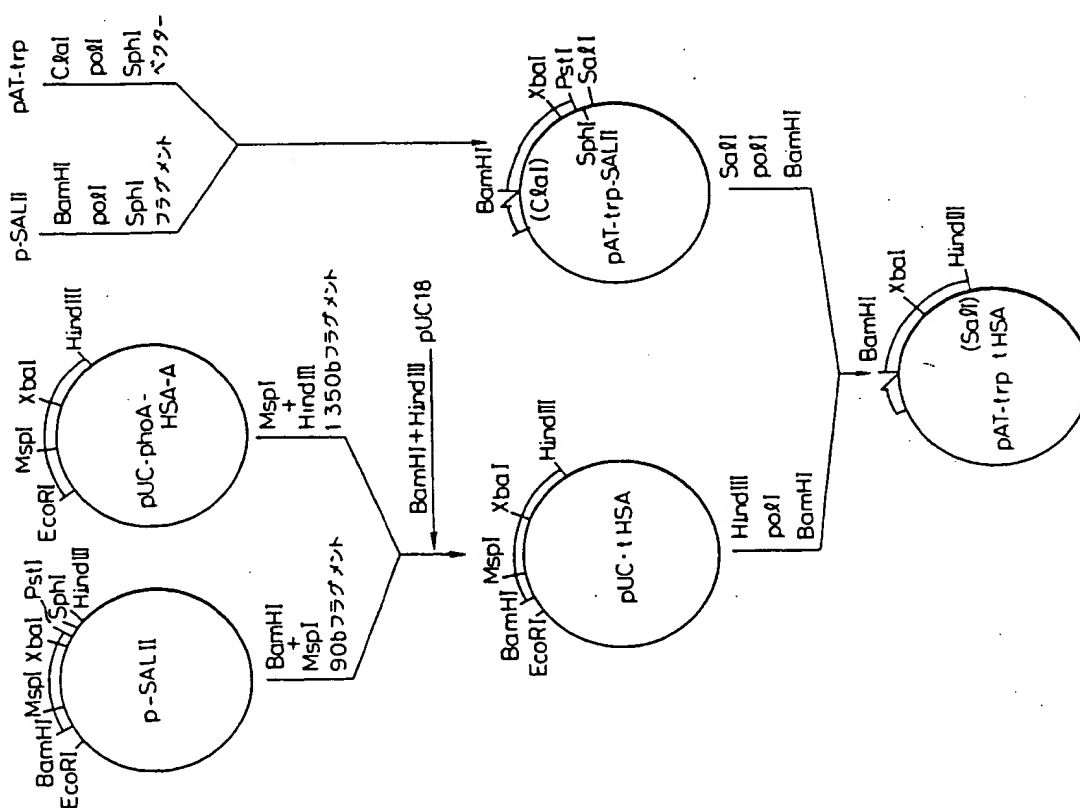 p-SALII
EcoRI
BamHI
MspI
XbaI
PstI
SphI
HindIII
pUC-phoA-
HSA-A
EcoRI
MspI
XbaI
HindIII
BamHI
+
MspI
90bフラグメント
MspI
+
HindIII
1350bフラグメント
BamHI+HindIII
pUC18
p-SALII
BamHI
polI
SphI
フラグメント
pAT-trp
ClaI
polI
SphI
ベクター
EcoRI
BamHI
MspI
XbaI
HindIII
pUC・tHSA
BamHI
(ClaI)
XbaI
PstI
SphI
SalI
pAT-trp-SALII
HindIII
polI
BamHI
SalI
polI
BamHI
BamHI
XbaI
HindIII
(SalI)
pAT-trp tHSA